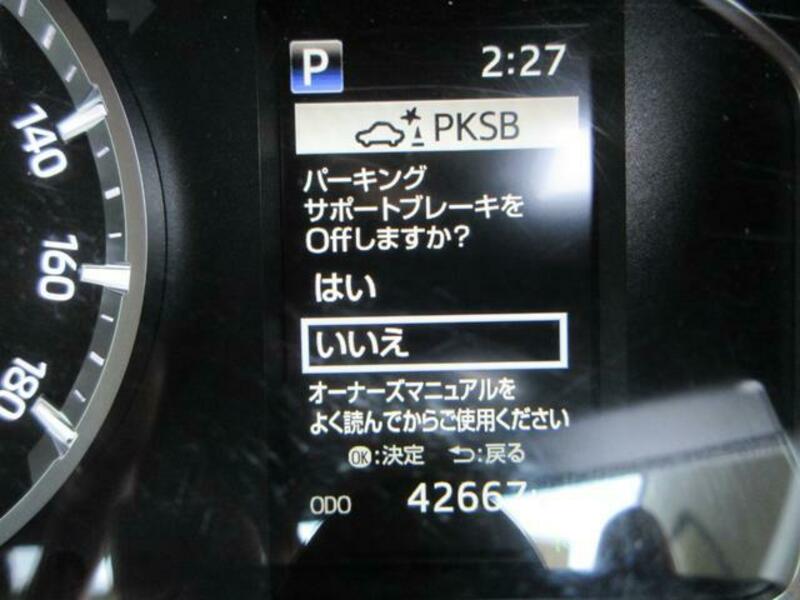 P 2:27
PKSB
パーキング
サポートブレーキを
Offしますか?
はい
いいえ
オーナーズマニュアルを
よく読んでからご使用ください
OK:決定 :戻る
ODO 42667
140
160
180